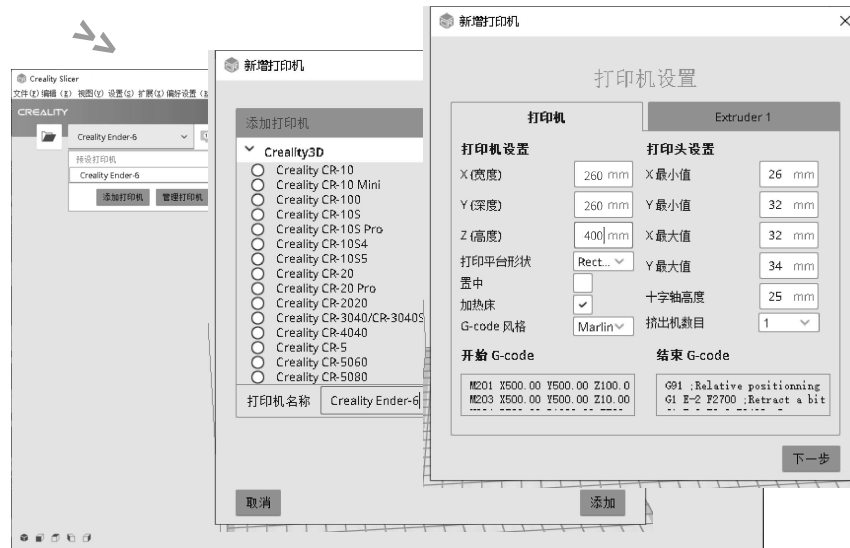 Creality Slicer
文件(F) 编辑(E) 视图(V) 设置(S) 扩展(X) 偏好设置
CREALITY
Creality Ender-6
预设打印机
Creality Ender-6
添加打印机
管理打印机
新增打印机
添加打印机
Creality3D
Creality CR-10
Creality CR-10 Mini
Creality CR-100
Creality CR-10S
Creality CR-10S Pro
Creality CR-10S4
Creality CR-10S5
Creality CR-20
Creality CR-20 Pro
Creality CR-2020
Creality CR-3040/CR-3040S
Creality CR-4040
Creality CR-5
Creality CR-5060
Creality CR-5080
打印机名称 Creality Ender-6
取消
添加
新增打印机
打印机设置
打印机
Extruder 1
打印机设置
X (宽度) 260 mm
Y (深度) 260 mm
Z (高度) 400 mm
打印平台形状 Rect...
置中
加热床
G-code 风格 Marlin
打印头设置
X 最小值 26 mm
Y 最小值 32 mm
X 最大值 32 mm
Y 最大值 34 mm
十字轴高度 25 mm
挤出机数目 1
开始 G-code
M201 X500.00 Y500.00 Z100.0
M203 X500.00 Y500.00 Z10.00
结束 G-code
G91 ;Relative positionning
G1 E-2 F2700 ;Retract a bit
下一步